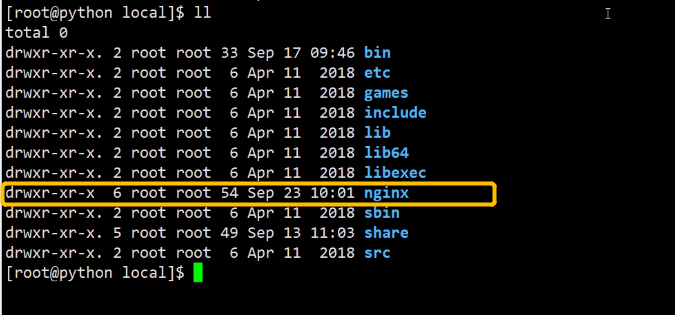 [root@python local]$ ll
total 0
drwxr-xr-x. 2 root root 33 Sep 17 09:46 bin
drwxr-xr-x. 2 root root  6 Apr 11  2018 etc
drwxr-xr-x. 2 root root  6 Apr 11  2018 games
drwxr-xr-x. 2 root root  6 Apr 11  2018 include
drwxr-xr-x. 2 root root  6 Apr 11  2018 lib
drwxr-xr-x. 2 root root  6 Apr 11  2018 lib64
drwxr-xr-x. 2 root root  6 Apr 11  2018 libexec
drwxr-xr-x  6 root root 54 Sep 23 10:01 nginx
drwxr-xr-x. 2 root root  6 Apr 11  2018 sbin
drwxr-xr-x. 5 root root 49 Sep 13 11:03 share
drwxr-xr-x. 2 root root  6 Apr 11  2018 src
[root@python local]$